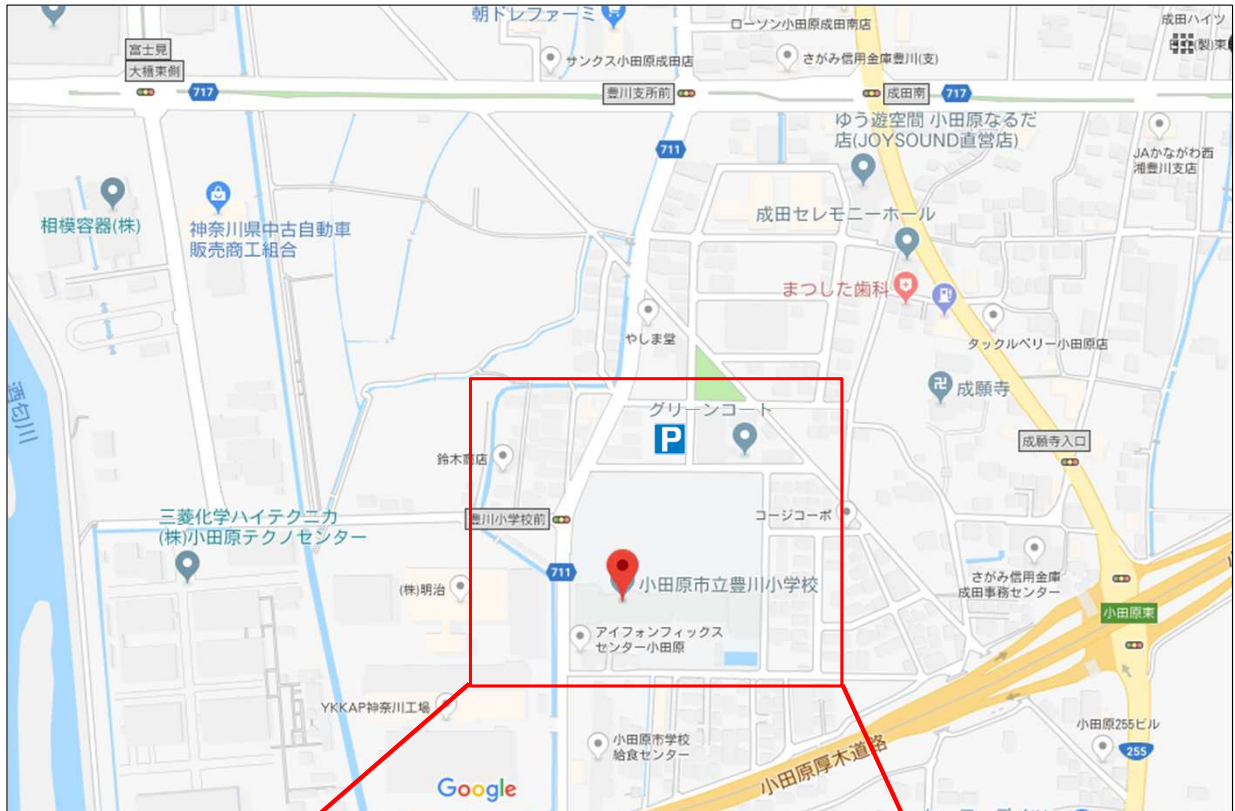 朝ドレファーミ
ローソン小田原成田南店
成田ハイツ
富士見
大橋東側
サンクス小田原成田店
さがみ信用金庫豊川(支)
(製)東
717
豊川支所前
成田南
717
ゆう遊空間 小田原なるだ
店(JOYSOUND直営店)
711
JAかながわ西
湘豊川支店
相模容器(株)
神奈川県中古自動車
販売商工組合
成田セレモニーホール
まつした歯科
やしま堂
タックルベリー小田原店
酒匂川
成願寺
グリーンコート
P
成願寺入口
鈴木商店
豊川小学校前
コージコーポ
三菱化学ハイテクニカ
(株)小田原テクノセンター
711
(株)明治
小田原市立豊川小学校
さがみ信用金庫
成田事務センター
小田原東
アイフォンフィックス
センター小田原
YKKAP神奈川工場
小田原市学校
給食センター
小田原厚木道路
小田原255ビル
255
Google